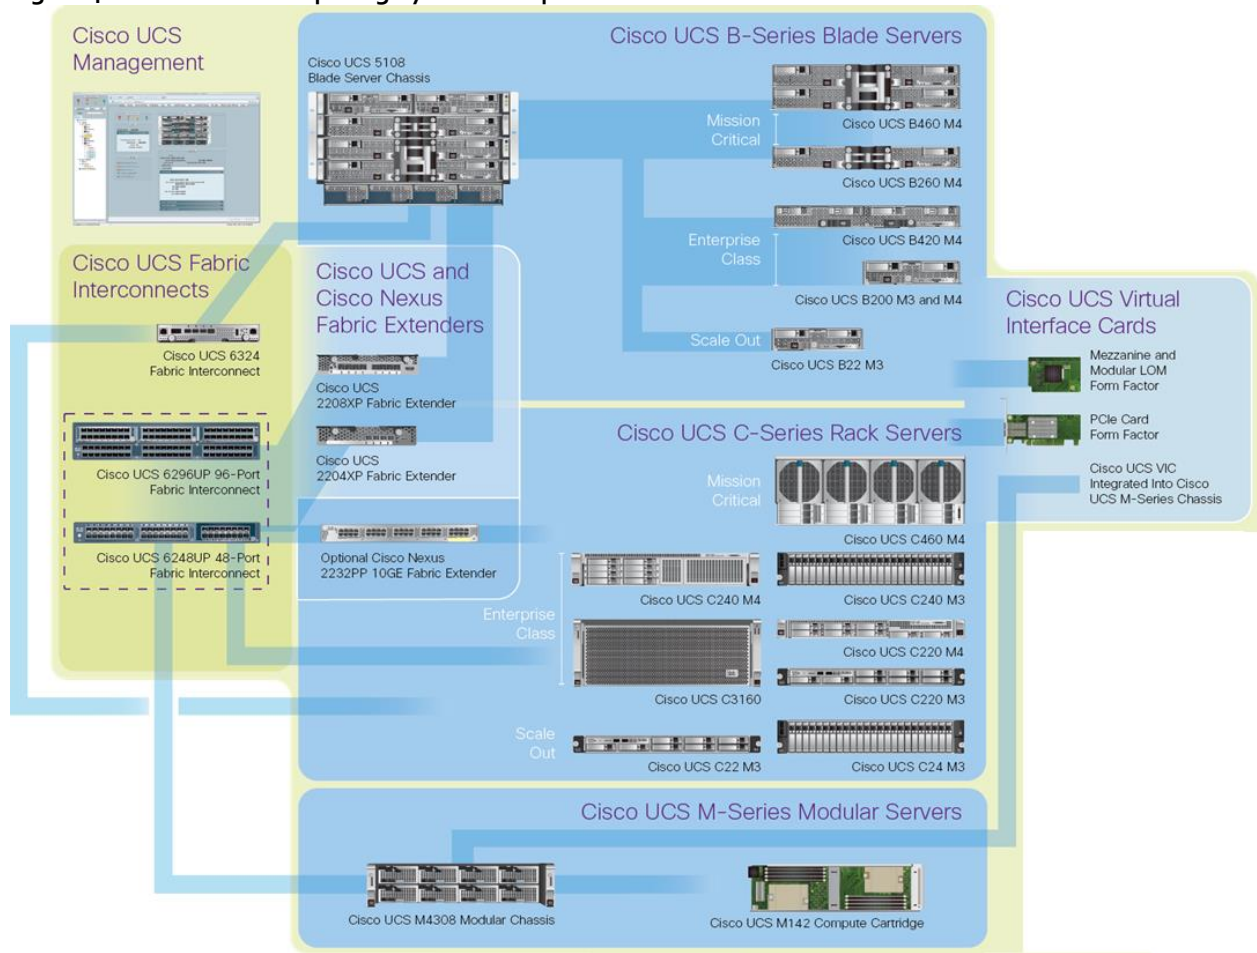 Cisco UCS
Management
Cisco UCS 5108
Blade Server Chassis
Cisco UCS B-Series Blade Servers
Mission
Critical
Cisco UCS B460 M4
Cisco UCS B260 M4
Enterprise
Class
Cisco UCS B420 M4
Cisco UCS B200 M3 and M4
Scale Out
Cisco UCS B22 M3
Cisco UCS Fabric
Interconnects
Cisco UCS 6324
Fabric Interconnect
Cisco UCS 6296UP 96-Port
Fabric Interconnect
Cisco UCS 6248UP 48-Port
Fabric Interconnect
Cisco UCS and
Cisco Nexus
Fabric Extenders
Cisco UCS
2208XP Fabric Extender
Cisco UCS
2204XP Fabric Extender
Optional Cisco Nexus
2232PP 10GE Fabric Extender
Cisco UCS Virtual
Interface Cards
Mezzanine and
Modular LOM
Form Factor
PCIe Card
Form Factor
Cisco UCS VIC
Integrated Into Cisco
UCS M-Series Chassis
Cisco UCS C-Series Rack Servers
Mission
Critical
Cisco UCS C460 M4
Enterprise
Class
Cisco UCS C240 M4
Cisco UCS C240 M3
Cisco UCS C220 M4
Cisco UCS C3160
Cisco UCS C220 M3
Scale
Out
Cisco UCS C22 M3
Cisco UCS C24 M3
Cisco UCS M-Series Modular Servers
Cisco UCS M4308 Modular Chassis
Cisco UCS M142 Compute Cartridge